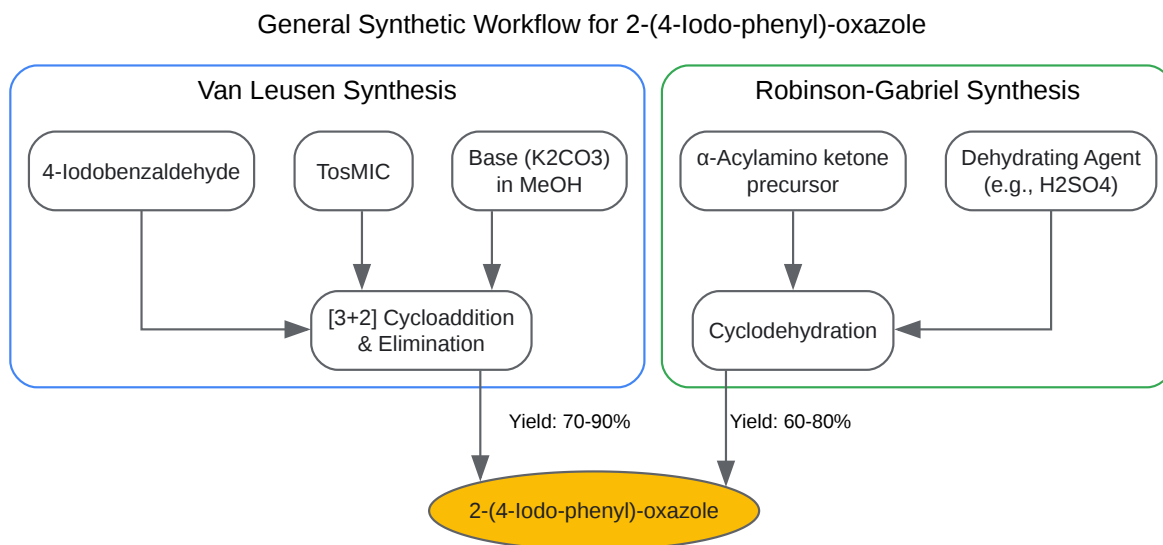 General Synthetic Workflow for 2-(4-Iodo-phenyl)-oxazole
Van Leusen Synthesis
4-Iodobenzaldehyde
TosMIC
Base (K2CO3)
in MeOH
[3+2] Cycloaddition
& Elimination
Robinson-Gabriel Synthesis
α-Acylamino ketone
precursor
Dehydrating Agent
(e.g., H2SO4)
Cyclodehydration
Yield: 70-90%
Yield: 60-80%
2-(4-Iodo-phenyl)-oxazole